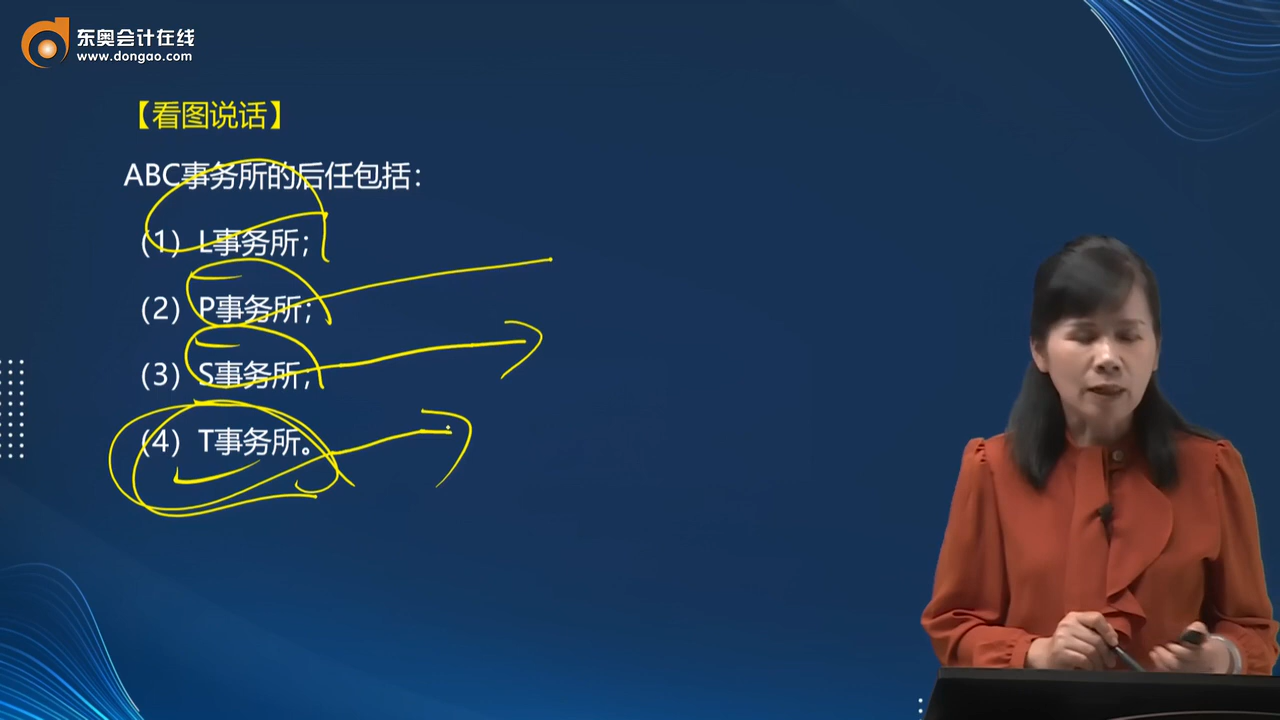 东奥会计在线
www.dongao.com
【看图说话】
ABC事务所的后任包括：
（1）L事务所；
（2）P事务所；
（3）S事务所；
（4）T事务所。